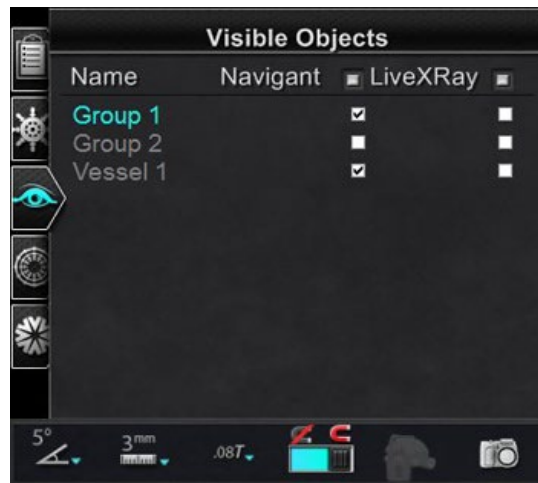 Visible Objects
Name Navigant LiveXRay
Group 1
Group 2
Vessel 1
5° 3mm .08T